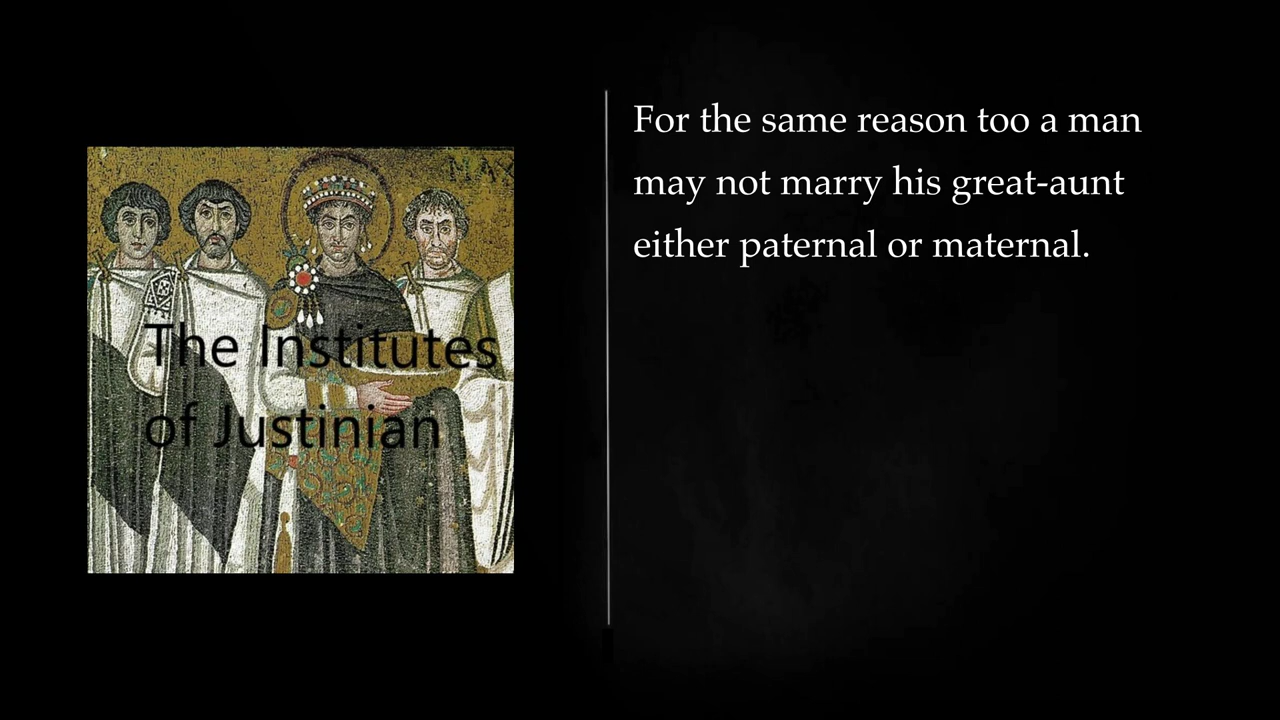 MAX
The Institutes
of Justinian
For the same reason too a man
may not marry his great-aunt
either paternal or maternal.